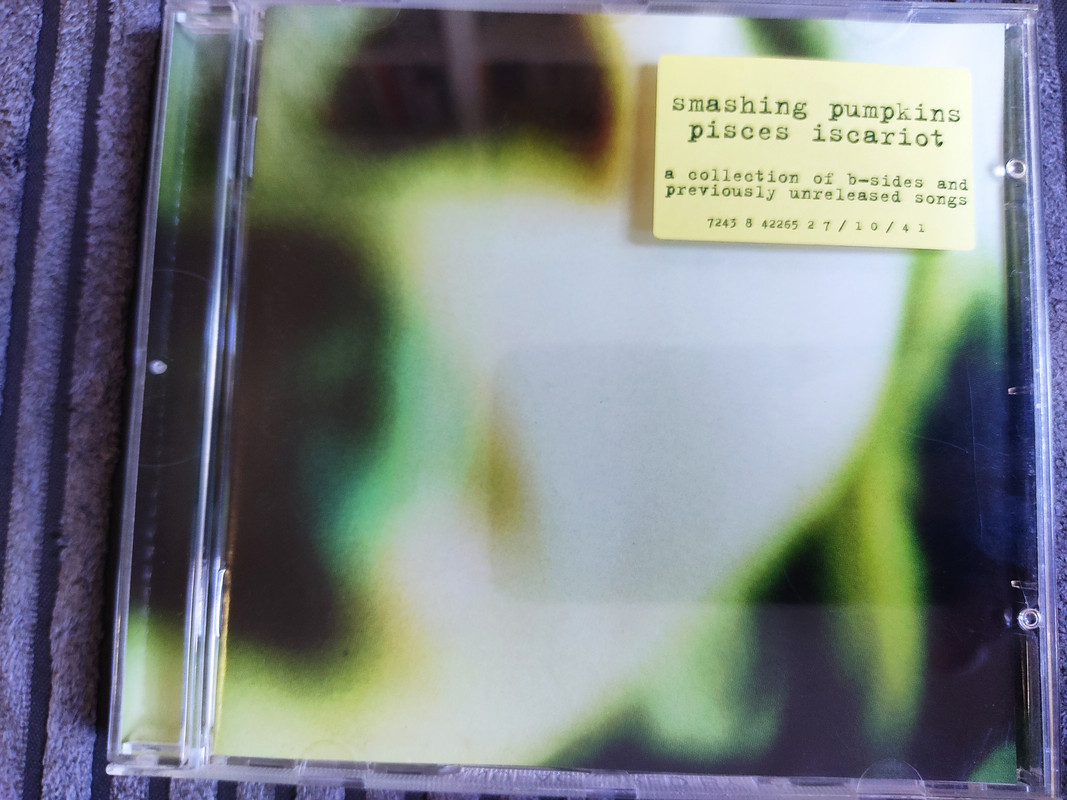 smashing pumpkins
pisces iscariot
a collection of b-sides and
previously unreleased songs
7243 8 42265 2 7 / 1 0 / 4 1